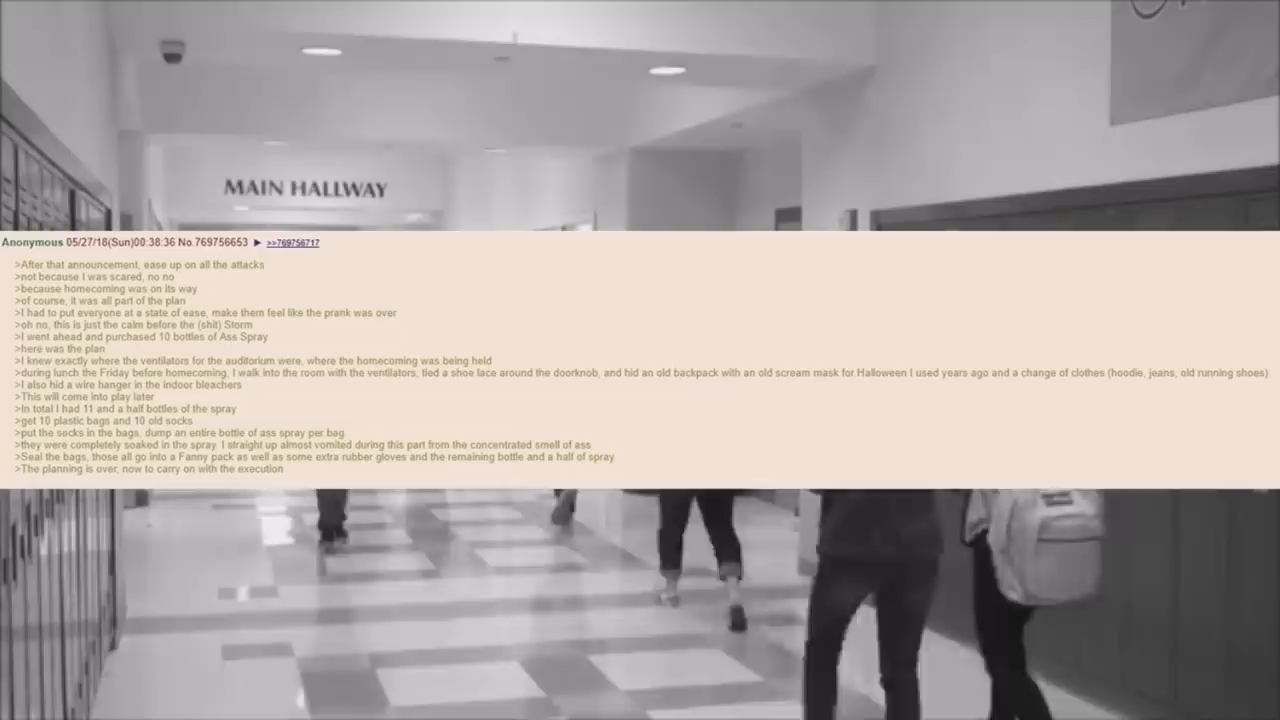 MAIN HALLWAY
Anonymous 05/27/18(Sun)00:38:36 No.769756653 ▶ >>769756717
>After that announcement, ease up on all the attacks
>not because I was scared, no no
>because homecoming was on its way
>of course, it was all part of the plan
>I had to put everyone at a state of ease, make them feel like the prank was over
>oh no, this is just the calm before the (shit) Storm
>I went ahead and purchased 10 bottles of Ass Spray
>here was the plan
>I knew exactly where the ventilators for the auditorium were, where the homecoming was being held
>during lunch the Friday before homecoming, I walk into the room with the ventilators, tied a shoe lace around the doorknob, and hid an old backpack with an old scream mask for Halloween I used years ago and a change of clothes (hoodie, jeans, old running shoes).
>I also hid a wire hanger in the indoor bleachers
>This will come into play later
>In total I had 11 and a half bottles of the spray
>get 10 plastic bags and 10 old socks
>put the socks in the bags, dump an entire bottle of ass spray per bag
>they were completely soaked in the spray, I straight up almost vomited during this part from the concentrated smell of ass
>Seal the bags, those all go into a Fanny pack as well as some extra rubber gloves and the remaining bottle and a half of spray
>The planning is over, now to carry on with the execution